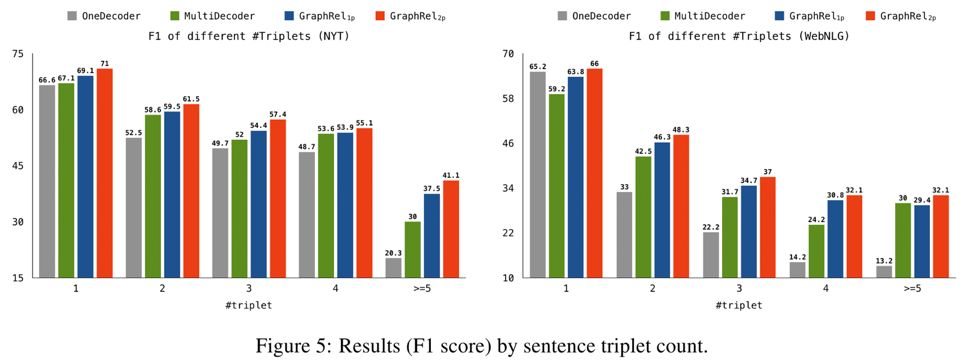 OneDecoder MultiDecoder GraphRel1p GraphRel2p
F1 of different #Triplets (NYT)
75
60
45
30
15
66.6 67.1 69.1 71
52.5 58.6 59.5 61.5
49.7 52 54.4 57.4
48.7 53.6 53.9 55.1
20.3 30 37.5 41.1
1 2 3 4 >=5
#triplet
OneDecoder MultiDecoder GraphRel1p GraphRel2p
F1 of different #Triplets (WebNLG)
70
58
46
34
22
10
65.2 59.2 63.8 66
33 42.5 46.3 48.3
22.2 31.7 34.7 37
14.2 24.2 30.8 32.1
13.2 30 29.4 32.1
1 2 3 4 >=5
#triplet
Figure 5: Results (F1 score) by sentence triplet count.